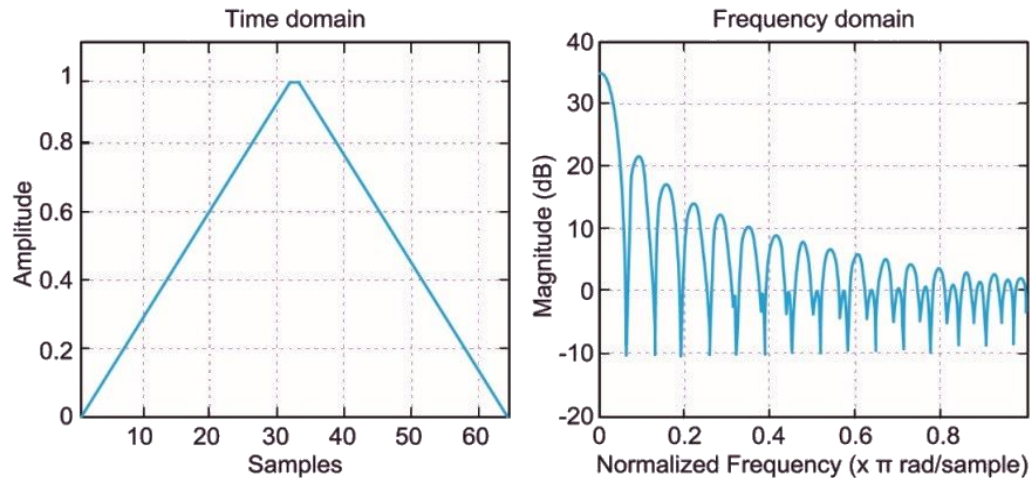 Time domain
1
0.8
0.6
0.4
0.2
0
10 20 30 40 50 60
Amplitude
Samples
Frequency domain
40
30
20
10
0
-10
-20
0 0.2 0.4 0.6 0.8
Magnitude (dB)
Normalized Frequency (x π rad/sample)